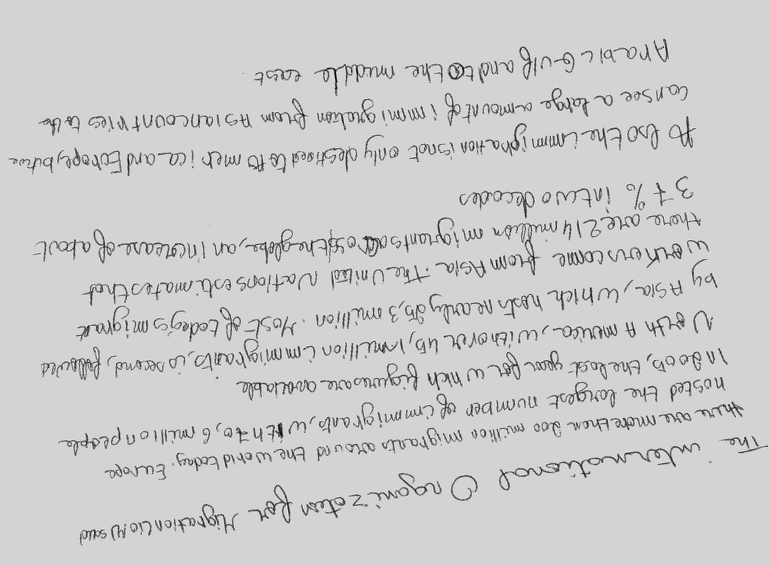 The international Organization for Migration (IOM) said
there are more then 200 million migrants around the world today. Europe
hosted the largest number of immigrants, with 70,6 million people
In 2005, the last year for which figures are available
North America, with over 45,1 million immigrants, is second, followed
by Asia, which hosts nearly 25,3 million. Most of today's migrant
workers come from Asia. The United Nations estimates that
there are 214 million migrants across the globe, an increase of about
37 % in two decades
Also the immigration is not only destined to America and Europe, but we
can see a large amount of immigration from Asian countries to the
Arabic Gulf and to the middle east.